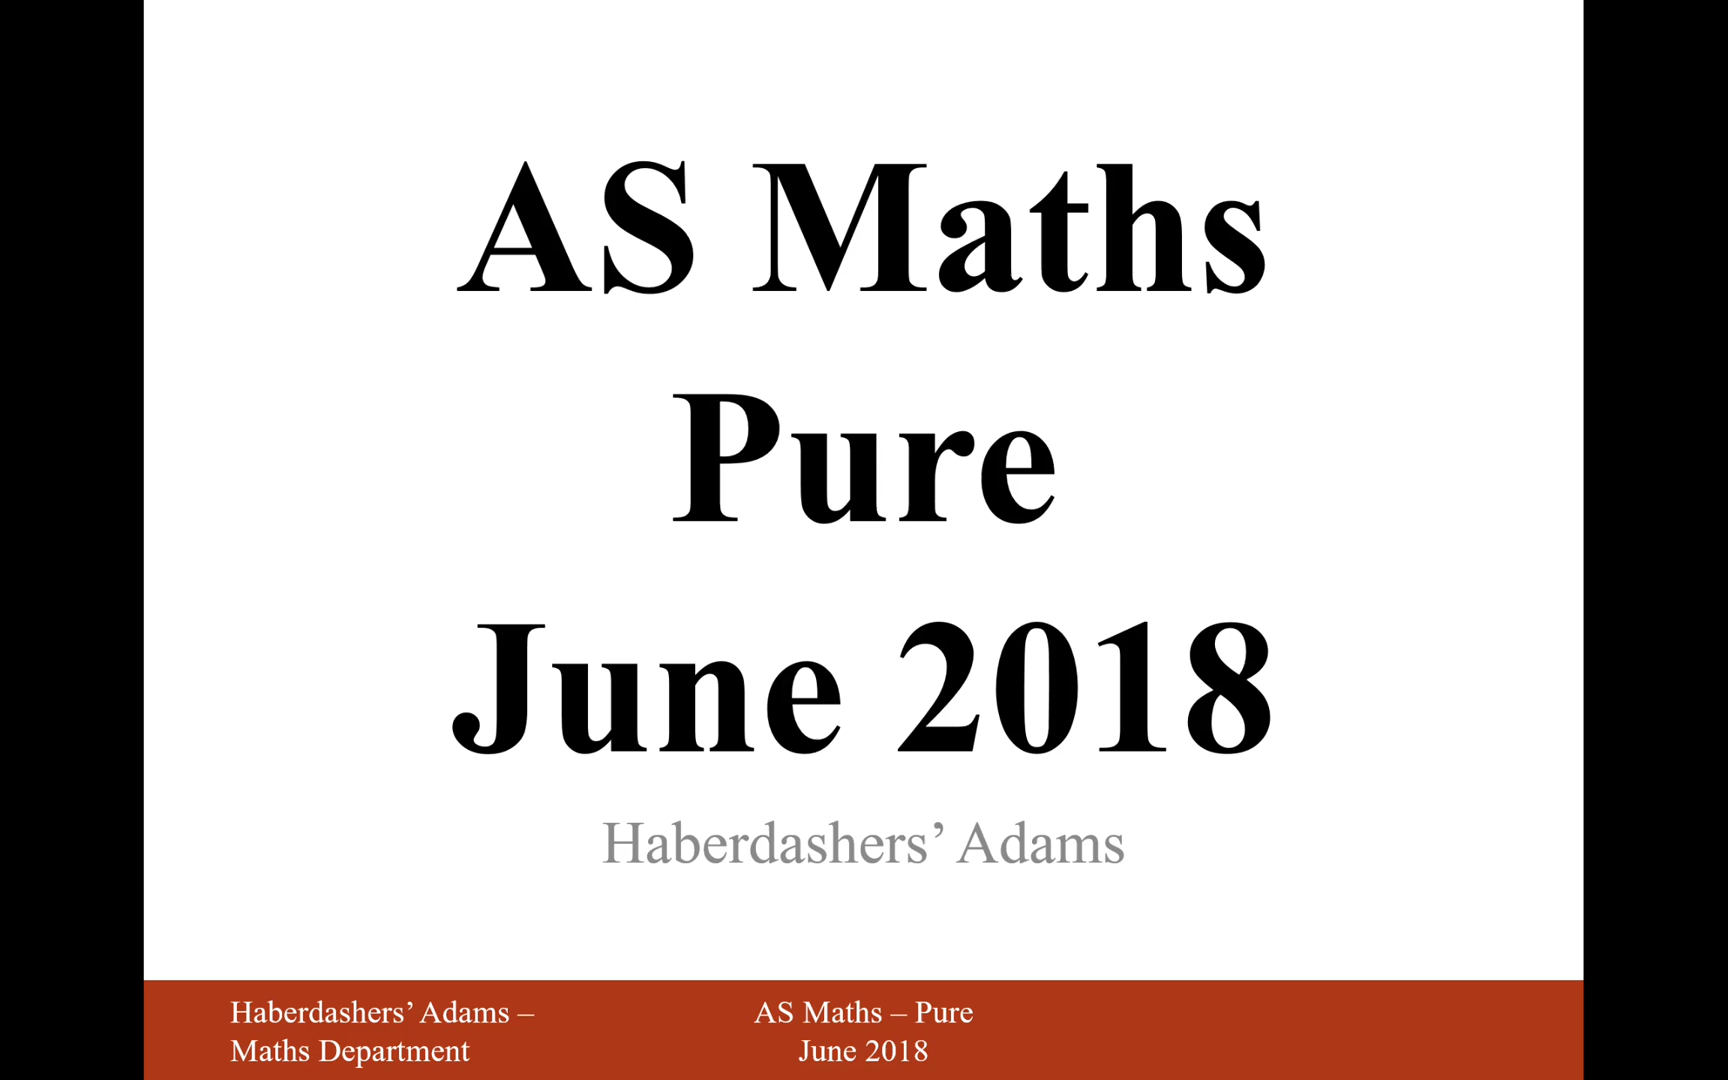 AS Maths
Pure
June 2018
Haberdashers’ Adams
Haberdashers’ Adams –
Maths Department
AS Maths – Pure
June 2018